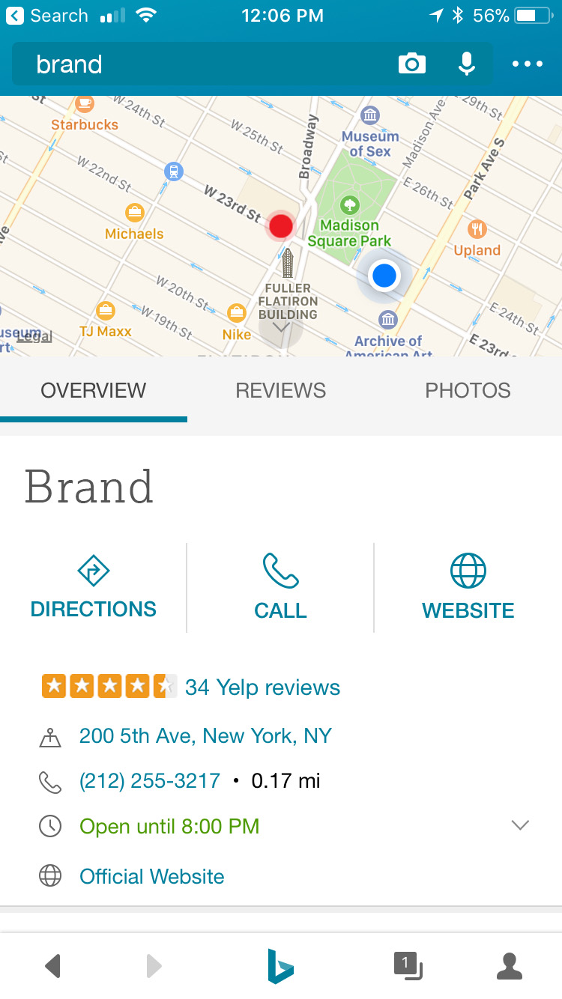 Search
12:06 PM
56%
brand
St
W 24th St
29th St
Starbucks
W 25th St
Broadway
Museum
of Sex
Madison Ave
Park Ave S
St
W 22nd St
E 26th St
W 23rd St
Michaels
Madison
Square Park
Upland
FULLER
FLATIRON
BUILDING
W 20th St
W 19th St
TJ Maxx
Nike
E 24th St
Legal
Archive of
American Art
E 23rd
FLATIRON
OVERVIEW
REVIEWS
PHOTOS
Brand
DIRECTIONS
CALL
WEBSITE
34 Yelp reviews
200 5th Ave, New York, NY
(212) 255-3217 • 0.17 mi
Open until 8:00 PM
Official Website
1